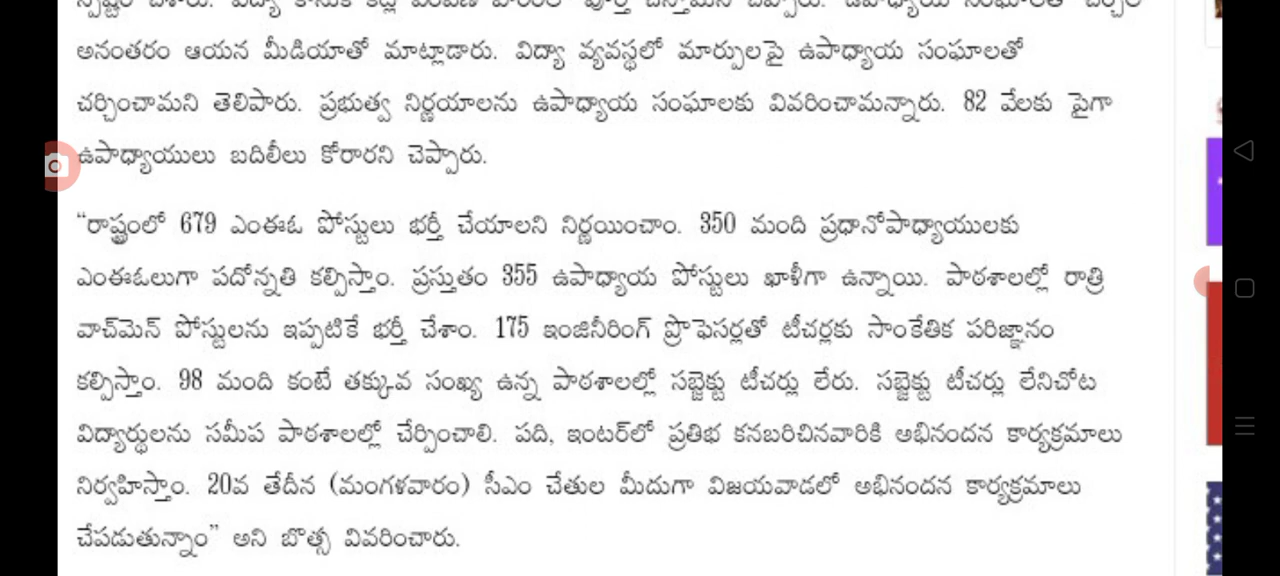 అనంతరం ఆయన మీడియాతో మాట్లాడారు. విద్యా వ్యవస్థలో మార్పులపై ఉపాధ్యాయ సంఘాలతో
చర్చించామని తెలిపారు. ప్రభుత్వ నిర్ణయాలను ఉపాధ్యాయ సంఘాలకు వివరించామన్నారు. 82 వేలకు పైగా
ఉపాధ్యాయులు బదిలీలు కోరారని చెప్పారు.
“రాష్ట్రంలో 679 ఎంఈఓ పోస్టులు భర్తీ చేయాలని నిర్ణయించాం. 350 మంది ప్రధానోపాధ్యాయులకు
ఎంఈఓలుగా పదోన్నతి కల్పిస్తాం. ప్రస్తుతం 355 ఉపాధ్యాయ పోస్టులు ఖాళీగా ఉన్నాయి. పాఠశాలల్లో రాత్రి
వాచ్‌మెన్ పోస్టులను ఇప్పటికే భర్తీ చేశాం. 175 ఇంజినీరింగ్ ప్రొఫెసర్లతో టీచర్లకు సాంకేతిక పరిజ్ఞానం
కల్పిస్తాం. 98 మంది కంటే తక్కువ సంఖ్య ఉన్న పాఠశాలల్లో సబ్జెక్టు టీచర్లు లేరు. సబ్జెక్టు టీచర్లు లేనిచోట
విద్యార్థులను సమీప పాఠశాలల్లో చేర్పించాలి. పది, ఇంటర్‌లో ప్రతిభ కనబరిచినవారికి అభినందన కార్యక్రమాలు
నిర్వహిస్తాం. 20వ తేదీన (మంగళవారం) సీఎం చేతుల మీదుగా విజయవాడలో అభినందన కార్యక్రమాలు
చేపడుతున్నాం” అని బొత్స వివరించారు.